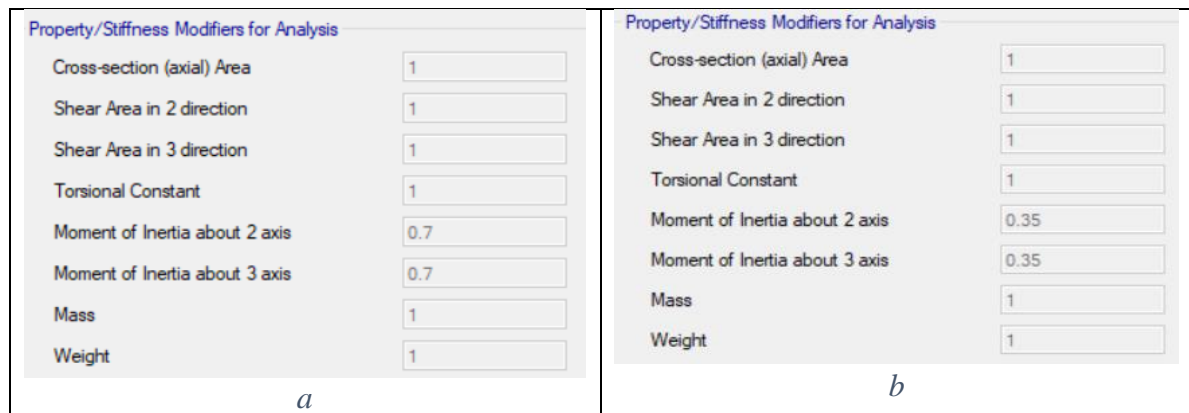 Property/Stiffness Modifiers for Analysis
Cross-section (axial) Area 1
Shear Area in 2 direction 1
Shear Area in 3 direction 1
Torsional Constant 1
Moment of Inertia about 2 axis 0.7
Moment of Inertia about 3 axis 0.7
Mass 1
Weight 1
a
Property/Stiffness Modifiers for Analysis
Cross-section (axial) Area 1
Shear Area in 2 direction 1
Shear Area in 3 direction 1
Torsional Constant 1
Moment of Inertia about 2 axis 0.35
Moment of Inertia about 3 axis 0.35
Mass 1
Weight 1
b